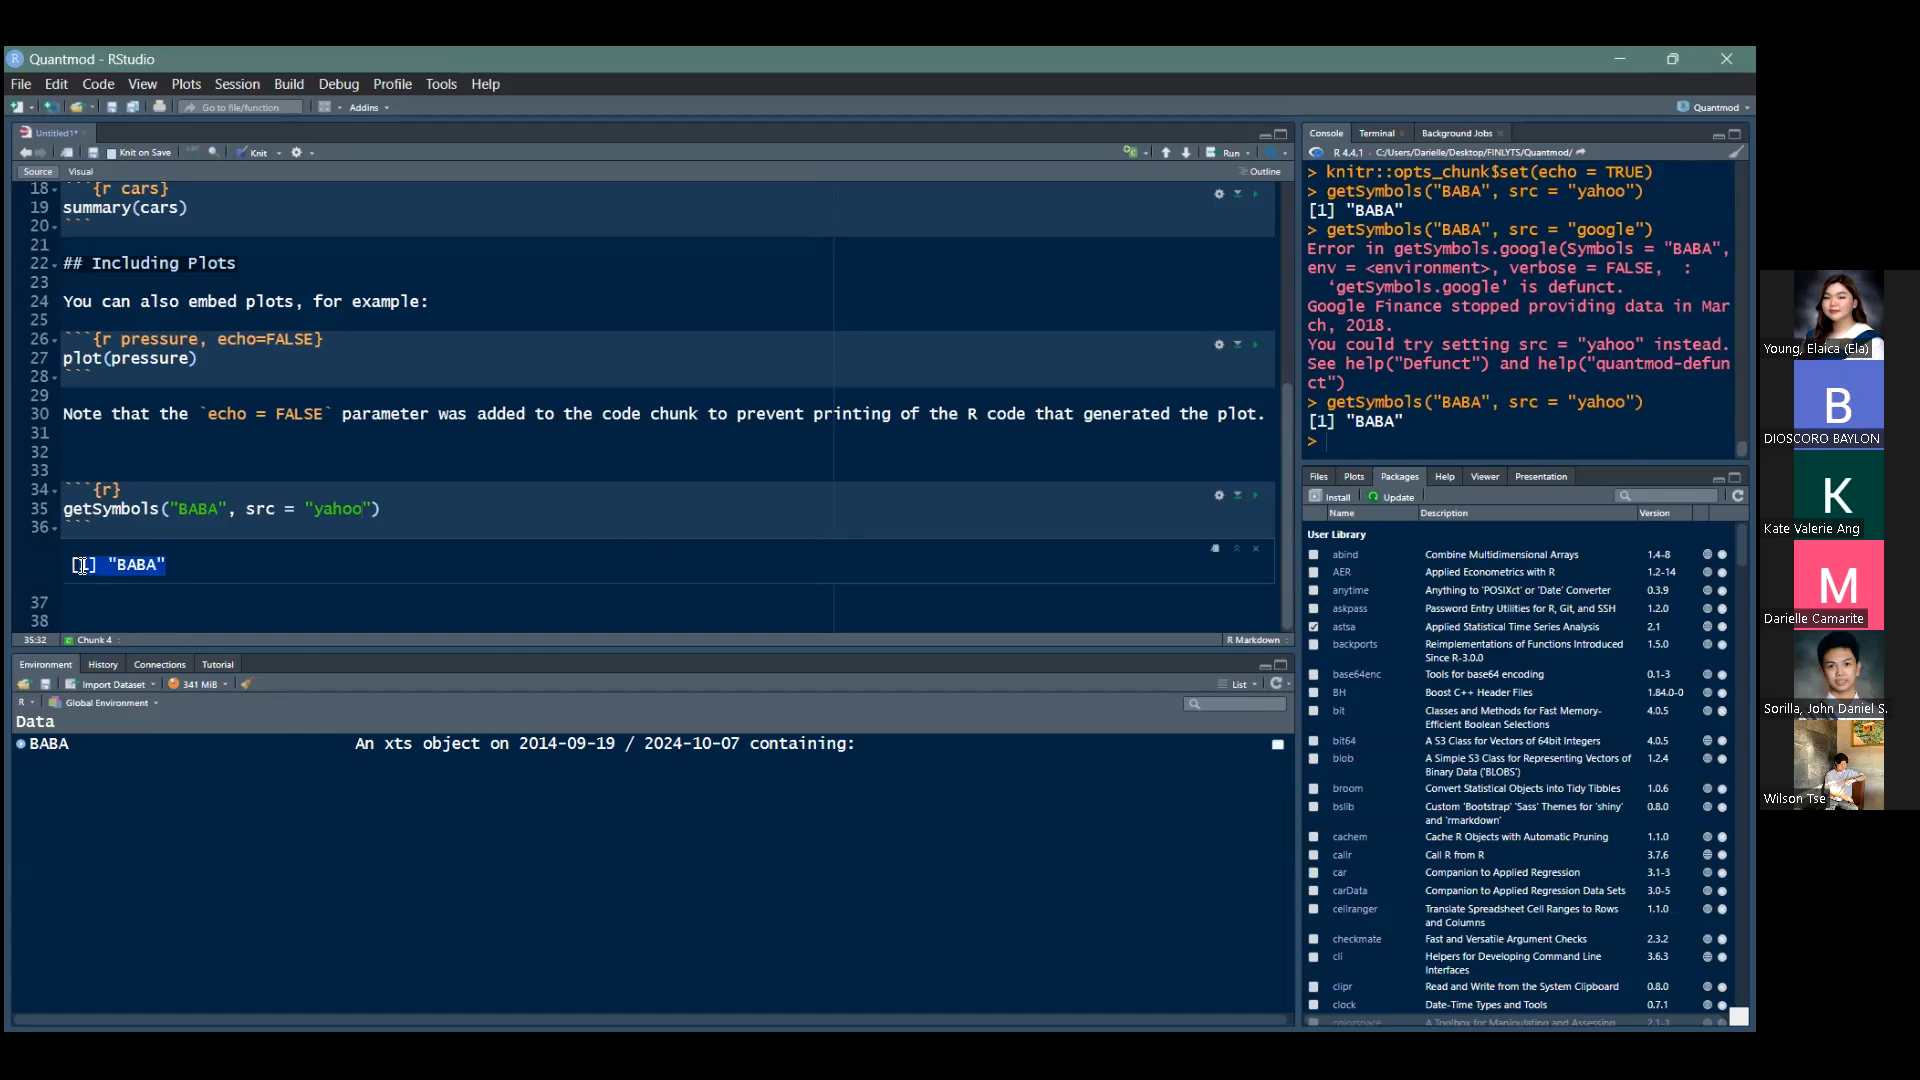 Quantmod - RStudio
File Edit Code View Plots Session Build Debug Profile Tools Help
Go to file/function Addins Quantmod
Untitled1*
Knit on Save Knit Run
Source Visual Outline
18 ```{r cars}
19 summary(cars)
20 ```
21
22 ## Including Plots
23
24 You can also embed plots, for example:
25
26 ```{r pressure, echo=FALSE}
27 plot(pressure)
28 ```
29
30 Note that the `echo = FALSE` parameter was added to the code chunk to prevent printing of the R code that generated the plot.
31
32
33
34 ```{r}
35 getSymbols("BABA", src = "yahoo")
36 ```
[1] "BABA"
37
38
35:32 Chunk 4 R Markdown
Environment History Connections Tutorial
Import Dataset 341 MiB List
R Global Environment
Data
BABA An xts object on 2014-09-19 / 2024-10-07 containing:
Console Terminal Background Jobs
R 4.4.1 · C:/Users/Darielle/Desktop/FINLYTS/Quantmod/
> knitr::opts_chunk$set(echo = TRUE)
> getSymbols("BABA", src = "yahoo")
[1] "BABA"
> getSymbols("BABA", src = "google")
Error in getSymbols.google(Symbols = "BABA",
env = <environment>, verbose = FALSE,  :
‘getSymbols.google’ is defunct.
Google Finance stopped providing data in Mar
ch, 2018.
You could try setting src = "yahoo" instead.
See help("Defunct") and help("quantmod-defun
ct")
> getSymbols("BABA", src = "yahoo")
[1] "BABA"
>
Files Plots Packages Help Viewer Presentation
Install Update
Name Description Version
User Library
abind Combine Multidimensional Arrays 1.4-8
AER Applied Econometrics with R 1.2-14
anytime Anything to 'POSIXct' or 'Date' Converter 0.3.9
askpass Password Entry Utilities for R, Git, and SSH 1.2.0
astsa Applied Statistical Time Series Analysis 2.1
backports Reimplementations of Functions Introduced 1.5.0
Since R-3.0.0
base64enc Tools for base64 encoding 0.1-3
BH Boost C++ Header Files 1.84.0-0
bit Classes and Methods for Fast Memory- 4.0.5
Efficient Boolean Selections
bit64 A S3 Class for Vectors of 64bit Integers 4.0.5
blob A Simple S3 Class for Representing Vectors of 1.2.4
Binary Data ('BLOBS')
broom Convert Statistical Objects into Tidy Tibbles 1.0.6
bslib Custom 'Bootstrap' 'Sass' Themes for 'shiny' 0.8.0
and 'rmarkdown'
cachem Cache R Objects with Automatic Pruning 1.1.0
callr Call R from R 3.7.6
car Companion to Applied Regression 3.1-3
carData Companion to Applied Regression Data Sets 3.0-5
cellranger Translate Spreadsheet Cell Ranges to Rows 1.1.0
and Columns
checkmate Fast and Versatile Argument Checks 2.3.2
cli Helpers for Developing Command Line 3.6.3
Interfaces
clipr Read and Write from the System Clipboard 0.8.0
clock Date-Time Types and Tools 0.7.1
colorspace A Toolbox for Manipulating and Assessing 2.1-1
Young, Elaica (Ela)
B
DIOSCORO BAYLON
K
Kate Valerie Ang
M
Darielle Camarite
Sorilla, John Daniel S.
Wilson Tse